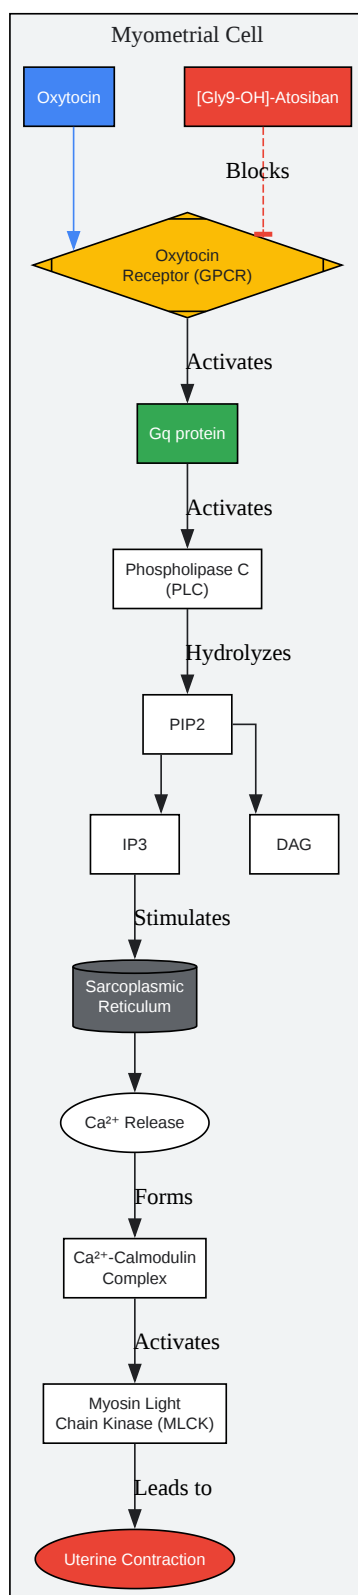 Myometrial Cell
Oxytocin
[Gly9-OH]-Atosiban
Blocks
Oxytocin
Receptor (GPCR)
Activates
Gq protein
Activates
Phospholipase C
(PLC)
Hydrolyzes
PIP2
IP3
DAG
Stimulates
Sarcoplasmic
Reticulum
Ca²⁺ Release
Forms
Ca²⁺-Calmodulin
Complex
Activates
Myosin Light
Chain Kinase (MLCK)
Leads to
Uterine Contraction